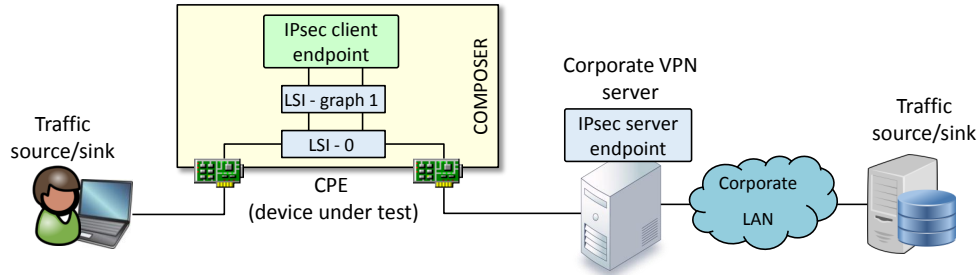 IPsec client
endpoint
LSI - graph 1
LSI - 0
COMPOSER
Traffic
source/sink
CPE
(device under test)
Corporate VPN
server
IPsec server
endpoint
Corporate
LAN
Traffic
source/sink